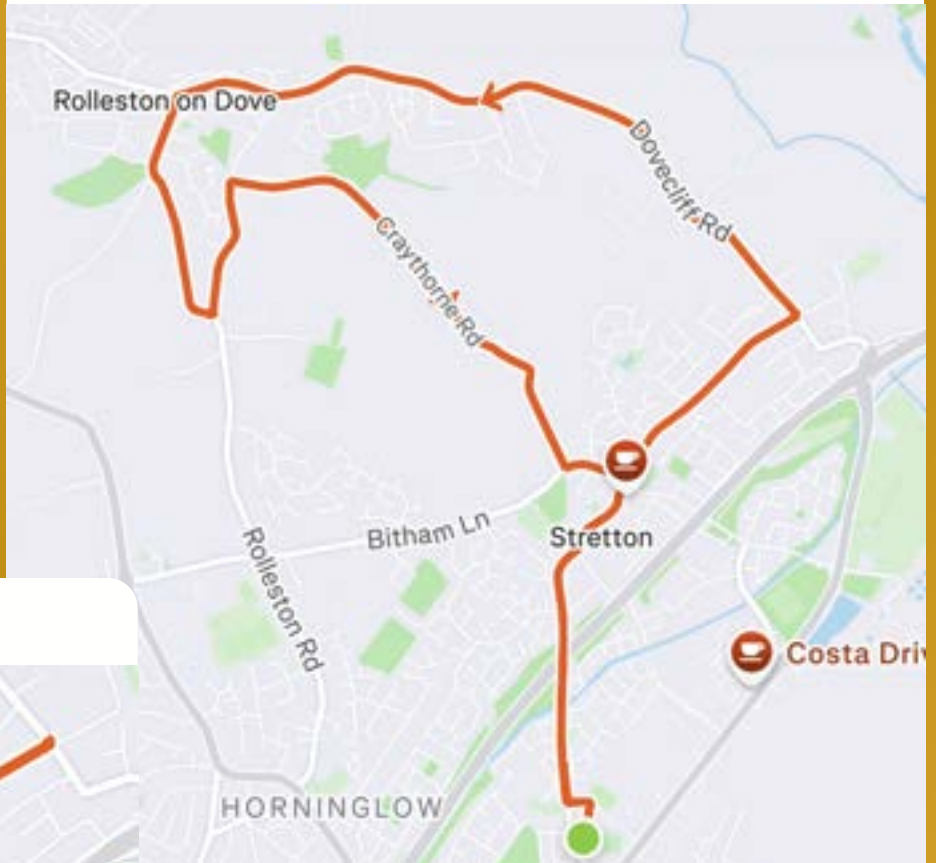 Rolleston on Dove
Dovecliff Rd
Craythorne Rd
Bitham Ln
Stretton
Rolleston Rd
Costa Driv
HORNINGLOW